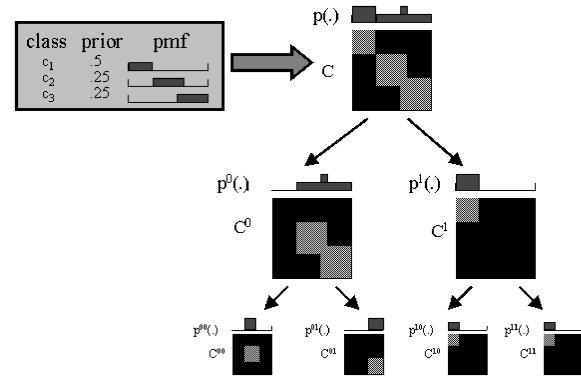 p(.)
class prior pmf
c₁ .5
c₂ .25
c₃ .25
C
p⁰(.) p¹(.)
C⁰ C¹
p⁰⁰(.) p⁰¹(.) p¹⁰(.) p¹¹(.)
C⁰⁰ C⁰¹ C¹⁰ C¹¹